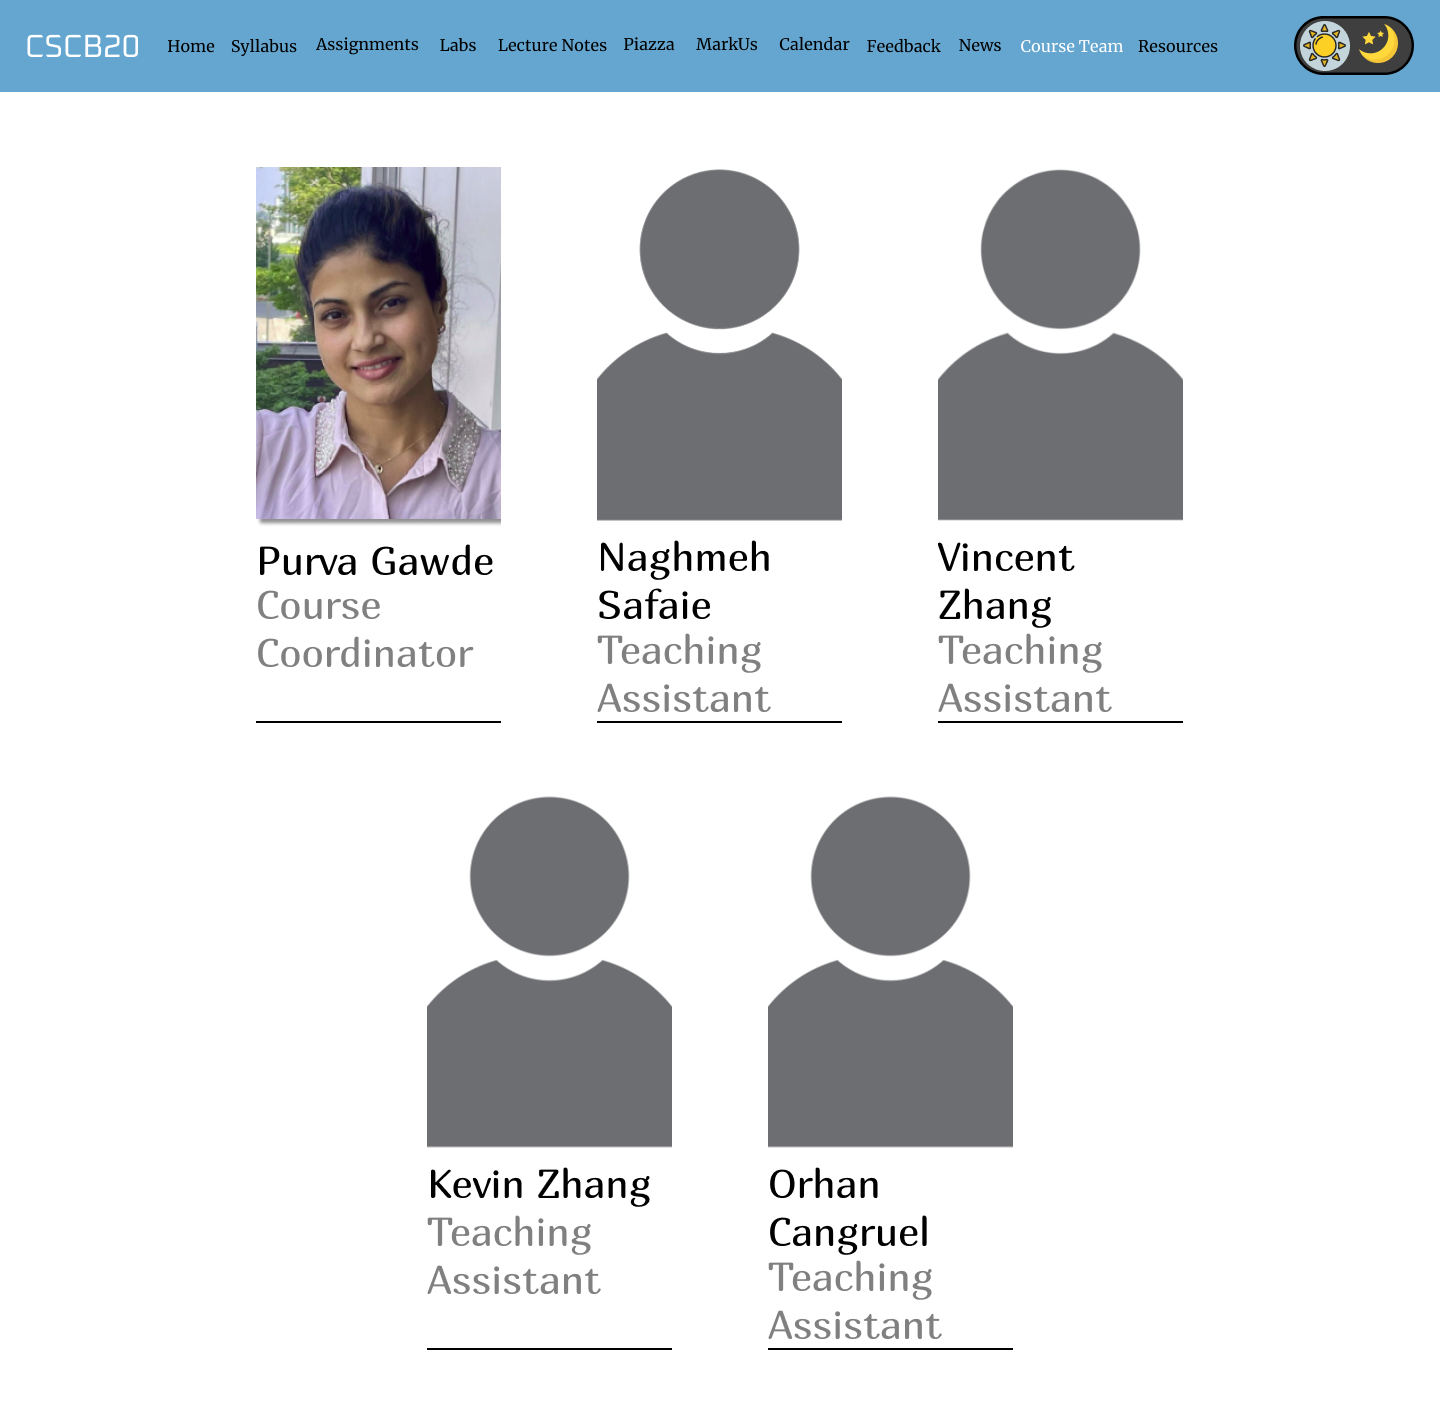 CSCB20 Home Syllabus Assignments Labs Lecture Notes Piazza MarkUs Calendar Feedback News Course Team Resources
Purva Gawde
Course
Coordinator
Naghmeh
Safaie
Teaching
Assistant
Vincent
Zhang
Teaching
Assistant
Kevin Zhang
Teaching
Assistant
Orhan
Cangruel
Teaching
Assistant